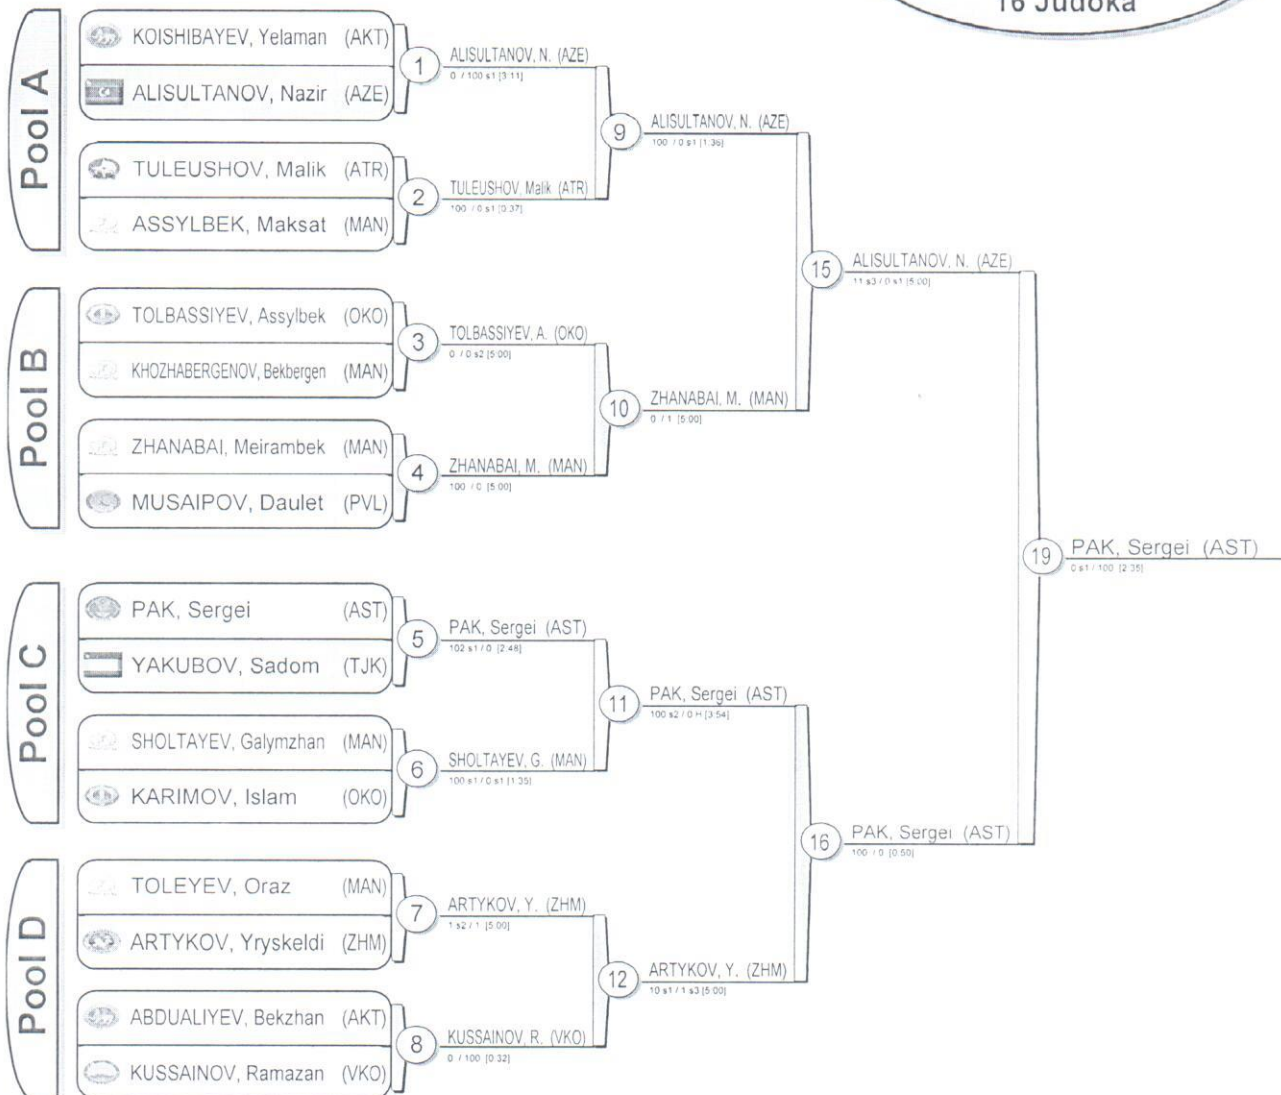 16 Judoka
Pool A
KOISHIBAYEV, Yelaman (AKT)
ALISULTANOV, Nazir (AZE)
TULEUSHOV, Malik (ATR)
ASSYLBEK, Maksat (MAN)
1
ALISULTANOV, N. (AZE)
0 / 100 s1 [3:11]
2
TULEUSHOV, Malik (ATR)
100 / 0 s1 [0:37]
9
ALISULTANOV, N. (AZE)
100 / 0 s1 [1:36]
Pool B
TOLBASSIYEV, Assylbek (OKO)
KHOZHABERGENOV, Bekbergen (MAN)
ZHANABAI, Meirambek (MAN)
MUSAIPOV, Daulet (PVL)
3
TOLBASSIYEV, A. (OKO)
0 / 0 s2 [5:00]
4
ZHANABAI, M. (MAN)
100 / 0 [5:00]
10
ZHANABAI, M. (MAN)
0 / 1 [5:00]
15
ALISULTANOV, N. (AZE)
11 s3 / 0 s1 [5:00]
Pool C
PAK, Sergei (AST)
YAKUBOV, Sadom (TJK)
SHOLTAYEV, Galymzhan (MAN)
KARIMOV, Islam (OKO)
5
PAK, Sergei (AST)
102 s1 / 0 [2:48]
6
SHOLTAYEV, G. (MAN)
100 s1 / 0 s1 [1:35]
11
PAK, Sergei (AST)
100 s2 / 0 H [3:54]
Pool D
TOLEYEV, Oraz (MAN)
ARTYKOV, Yryskeldi (ZHM)
ABDUALIYEV, Bekzhan (AKT)
KUSSAINOV, Ramazan (VKO)
7
ARTYKOV, Y. (ZHM)
1 s2 / 1 [5:00]
8
KUSSAINOV, R. (VKO)
0 / 100 [0:32]
12
ARTYKOV, Y. (ZHM)
10 s1 / 1 s3 [5:00]
16
PAK, Sergei (AST)
100 / 0 [0:50]
19
PAK, Sergei (AST)
0 s1 / 100 [2:35]